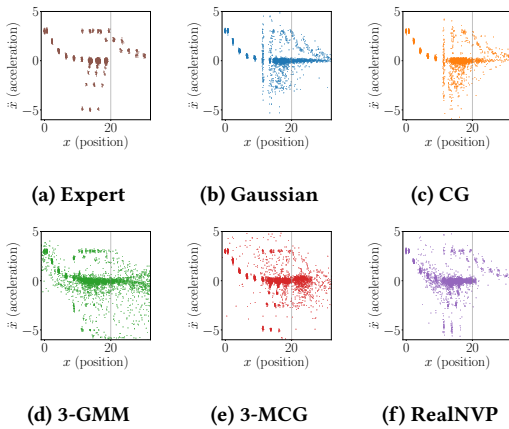 5
0
−5
ẍ (acceleration)
0
20
x (position)
5
0
−5
ẍ (acceleration)
0
20
x (position)
5
0
−5
ẍ (acceleration)
0
20
x (position)
(a) Expert
(b) Gaussian
(c) CG
5
0
−5
ẍ (acceleration)
0
20
x (position)
5
0
−5
ẍ (acceleration)
0
20
x (position)
5
0
−5
ẍ (acceleration)
0
20
x (position)
(d) 3-GMM
(e) 3-MCG
(f) RealNVP